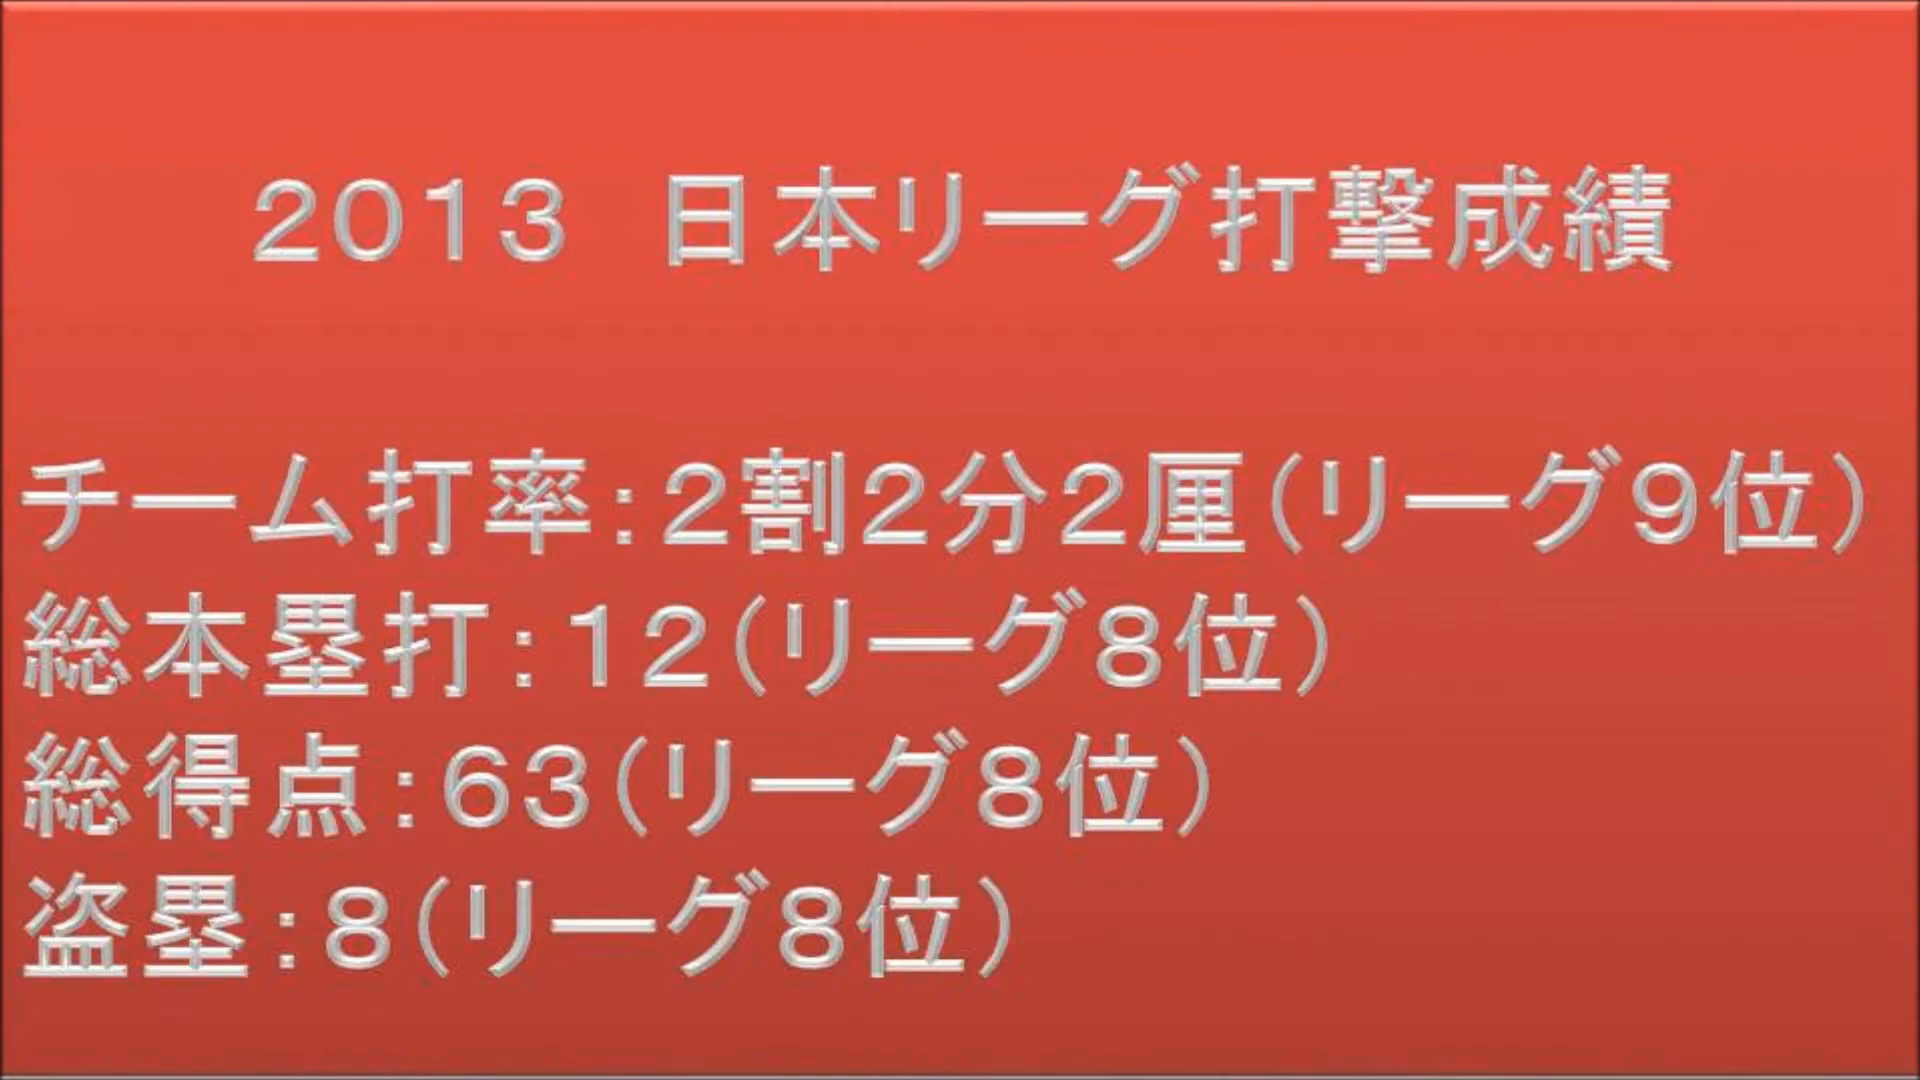 ２０１３　日本リーグ打撃成績
チーム打率：２割２分２厘（リーグ９位）
総本塁打：１２（リーグ８位）
総得点：６３（リーグ８位）
盗塁：８（リーグ８位）